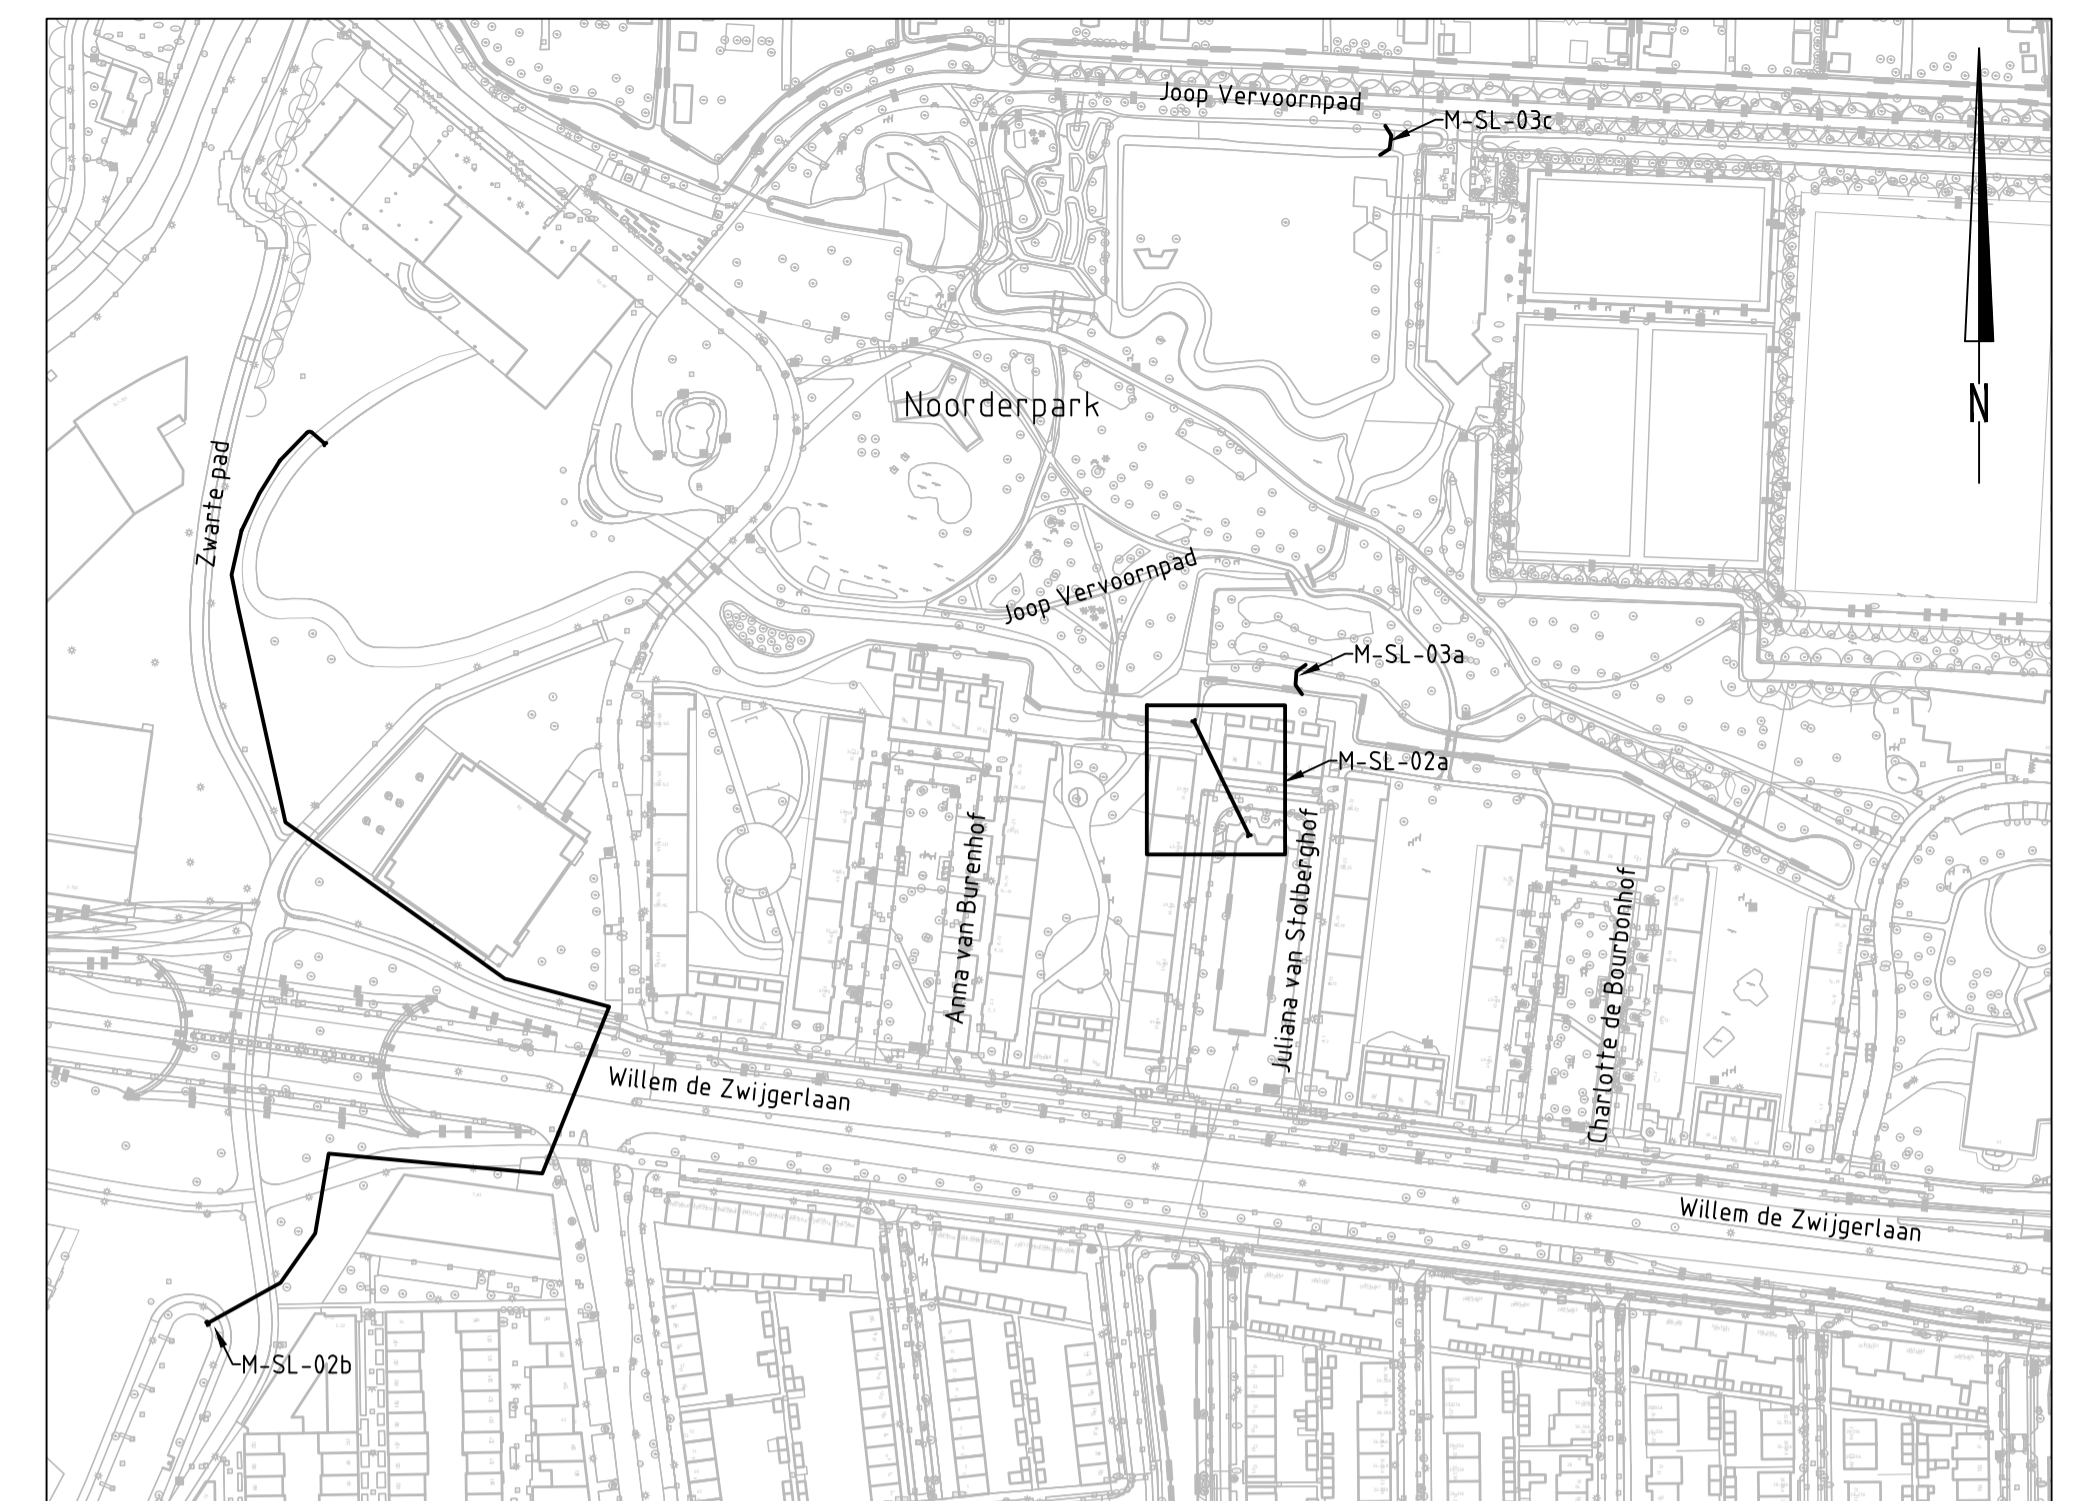 Joop Vervoornpad
M-SL-03c
Noorderpark
N
Zwarte pad
Joop Vervoornpad
M-SL-03a
M-SL-02a
Anna van Burenhof
Juliana van Stolberghof
Charlotte de Bourbonhof
Willem de Zwijgerlaan
Willem de Zwijgerlaan
M-SL-02b